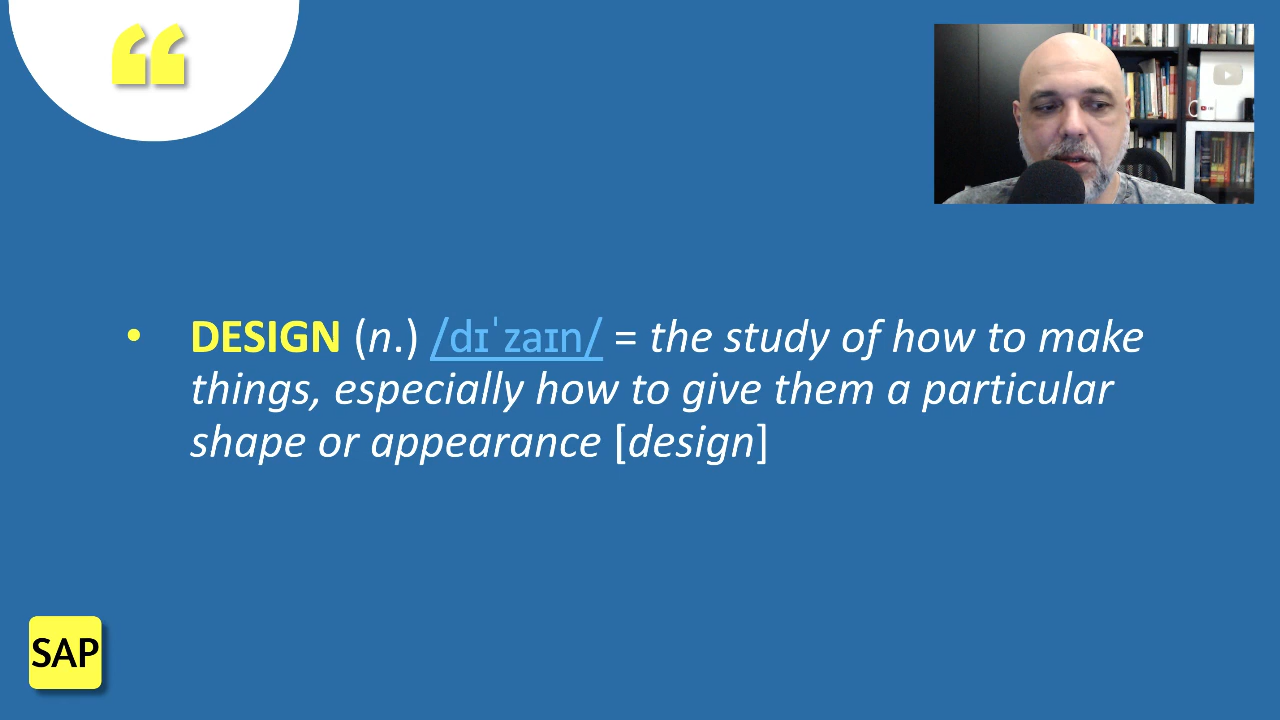 “
• DESIGN (n.) /dɪˈzaɪn/ = the study of how to make
things, especially how to give them a particular
shape or appearance [design]
SAP